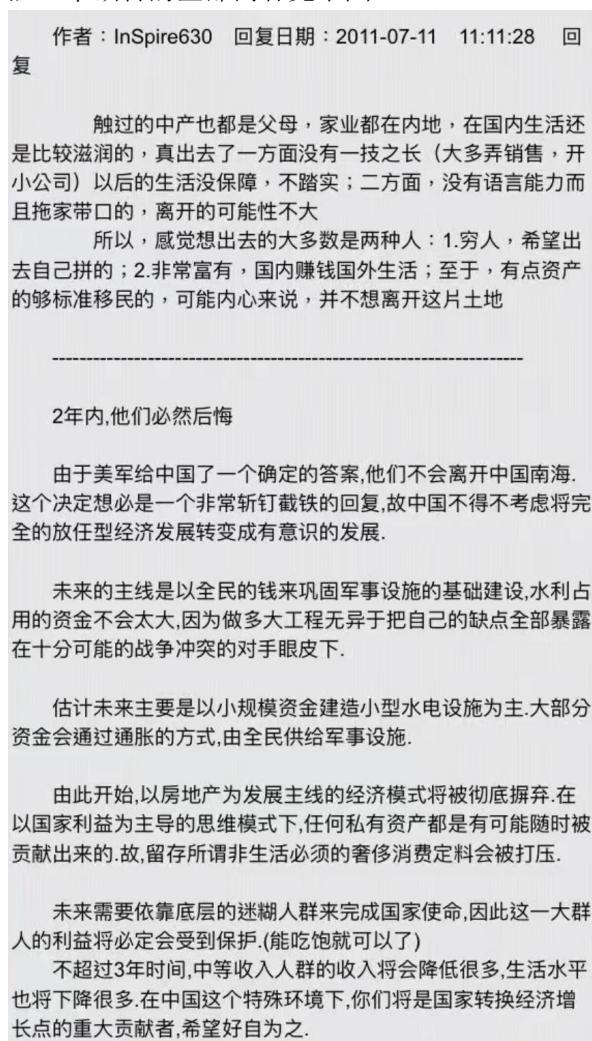 作者：InSpire630 回复日期：2011-07-11 11:11:28 回
复
触过的中产也都是父母，家业都在内地，在国内生活还
是比较滋润的，真出去了一方面没有一技之长（大多弄销售，开
小公司）以后的生活没保障，不踏实；二方面，没有语言能力而
且拖家带口的，离开的可能性不大
所以，感觉想出去的大多数是两种人：1.穷人，希望出
去自己拼的；2.非常富有，国内赚钱国外生活；至于，有点资产
的够标准移民的，可能内心来说，并不想离开这片土地
---------------------------------------------------------------------
2年内,他们必然后悔
由于美军给中国了一个确定的答案,他们不会离开中国南海.
这个决定想必是一个非常斩钉截铁的回复,故中国不得不考虑将完
全的放任型经济发展转变成有意识的发展.
未来的主线是以全民的钱来巩固军事设施的基础建设,水利占
用的资金不会太大,因为做多大工程无异于把自己的缺点全部暴露
在十分可能的战争冲突的对手眼皮下.
估计未来主要是以小规模资金建造小型水电设施为主.大部分
资金会通过通胀的方式,由全民供给军事设施.
由此开始,以房地产为发展主线的经济模式将被彻底摒弃.在
以国家利益为主导的思维模式下,任何私有资产都是有可能随时被
贡献出来的.故,留存所谓非生活必须的奢侈消费定料会被打压.
未来需要依靠底层的迷糊人群来完成国家使命,因此这一大群
人的利益将必定会受到保护.(能吃饱就可以了)
不超过3年时间,中等收入人群的收入将会降低很多,生活水平
也将下降很多.在中国这个特殊环境下,你们将是国家转换经济增
长点的重大贡献者,希望好自为之.